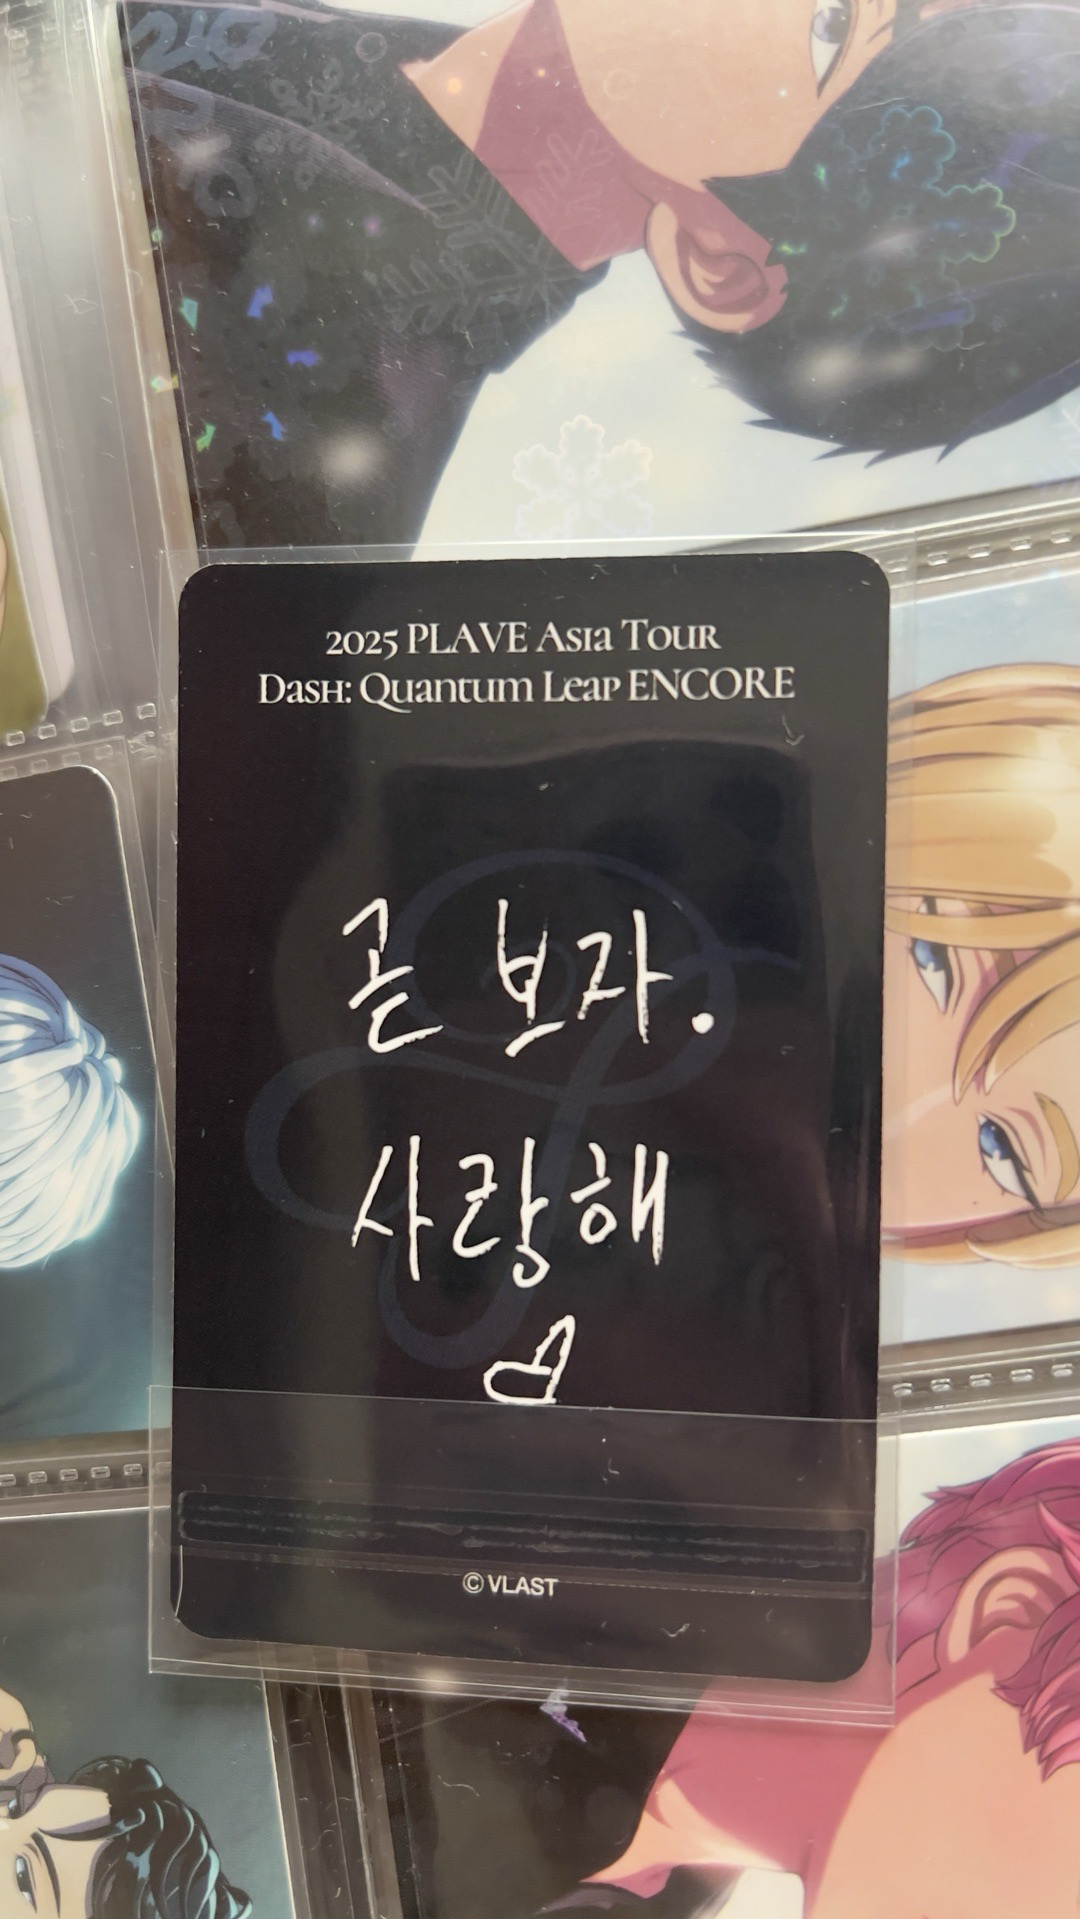 2025 PLAVE Asia Tour
Dash: Quantum Leap ENCORE
곧 보자.
사랑해
© VLAST